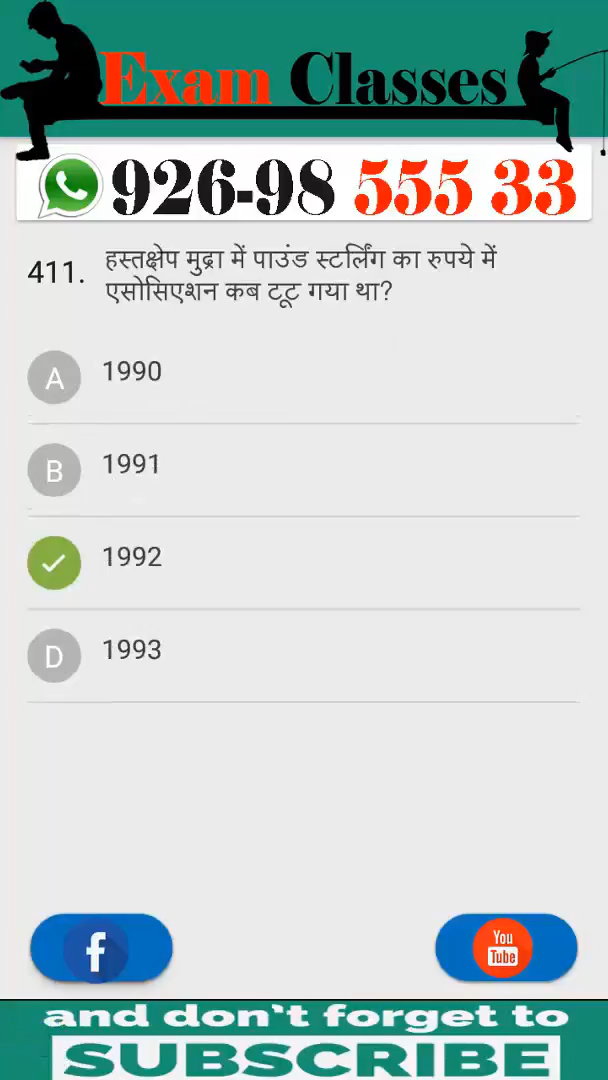 Exam Classes
926-98 555 33
411. हस्तक्षेप मुद्रा में पाउंड स्टर्लिंग का रुपये में
एसोसिएशन कब टूट गया था?
A 1990
B 1991
1992
D 1993
f
You
Tube
and don't forget to
SUBSCRIBE